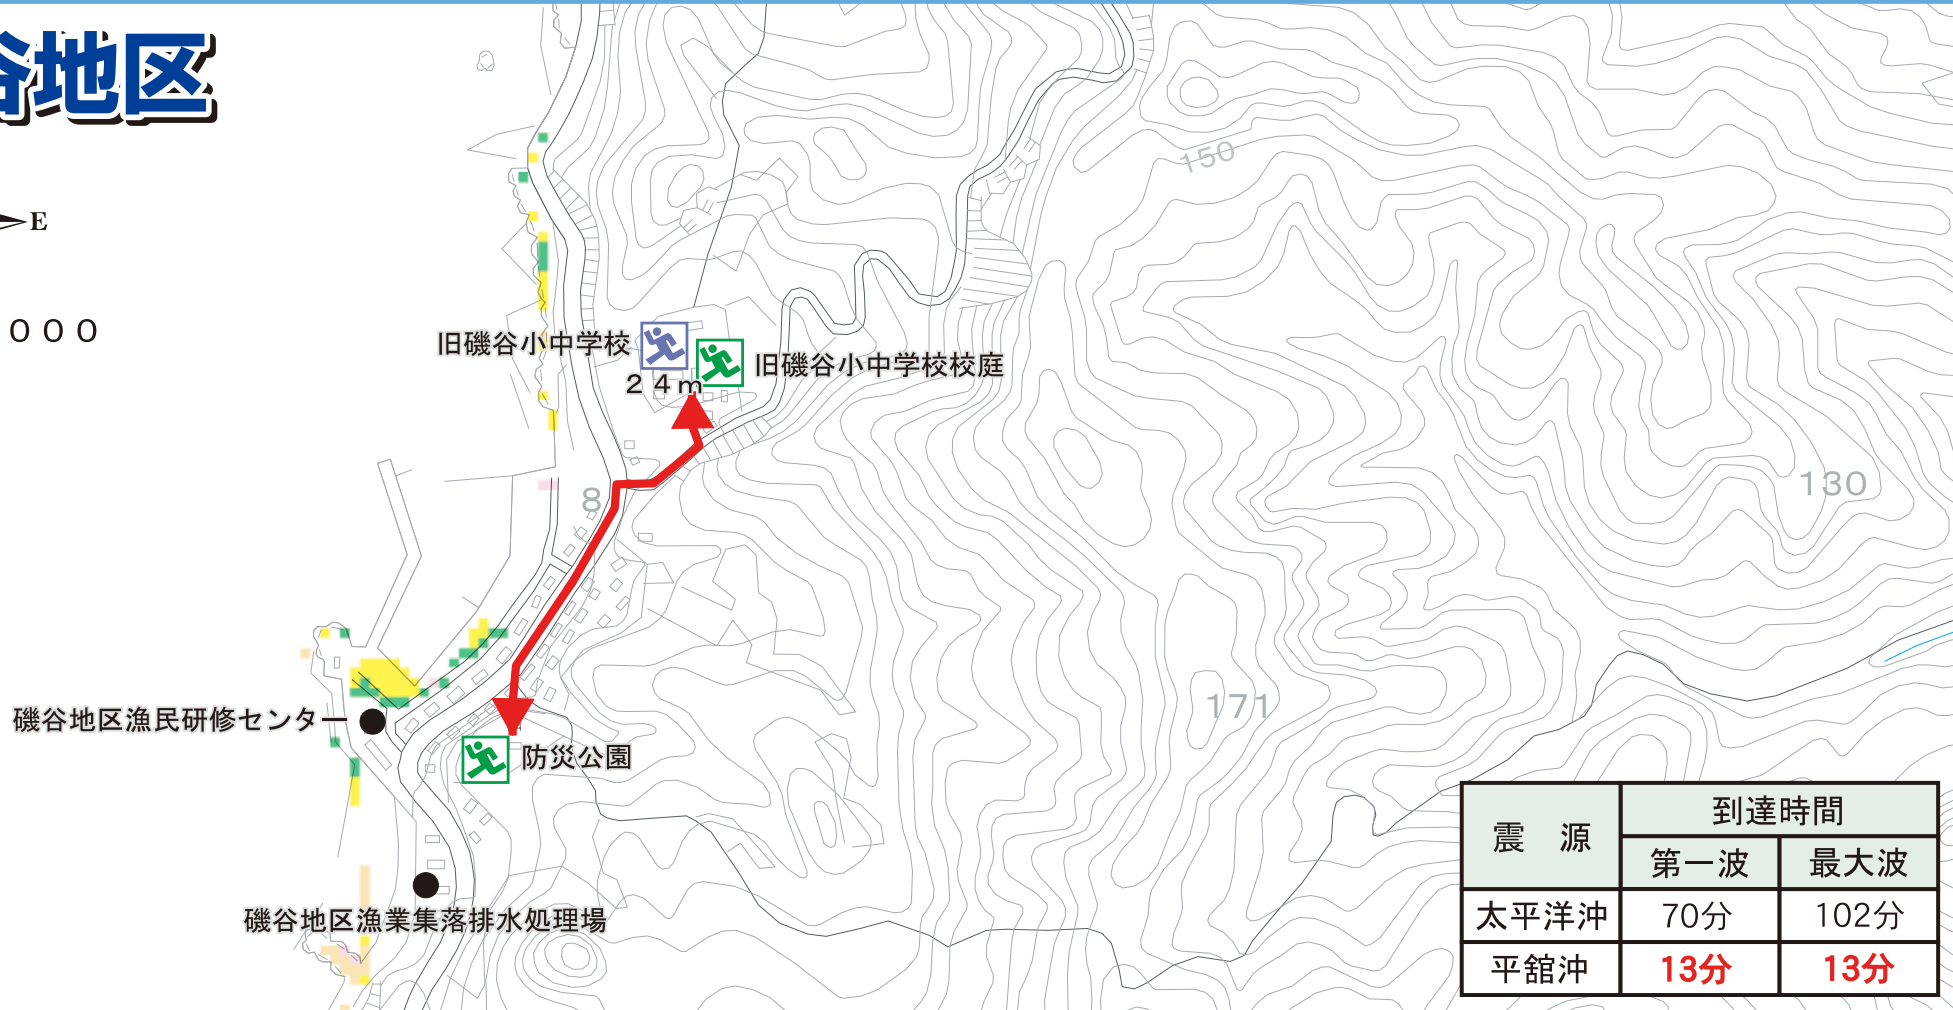 谷地区
E
０００
150
旧磯谷小中学校
旧磯谷小中学校校庭
２４ｍ
8
130
171
磯谷地区漁民研修センター
防災公園
磯谷地区漁業集落排水処理場
震　源
到達時間
第一波
最大波
太平洋沖
70分
102分
平舘沖
13分
13分